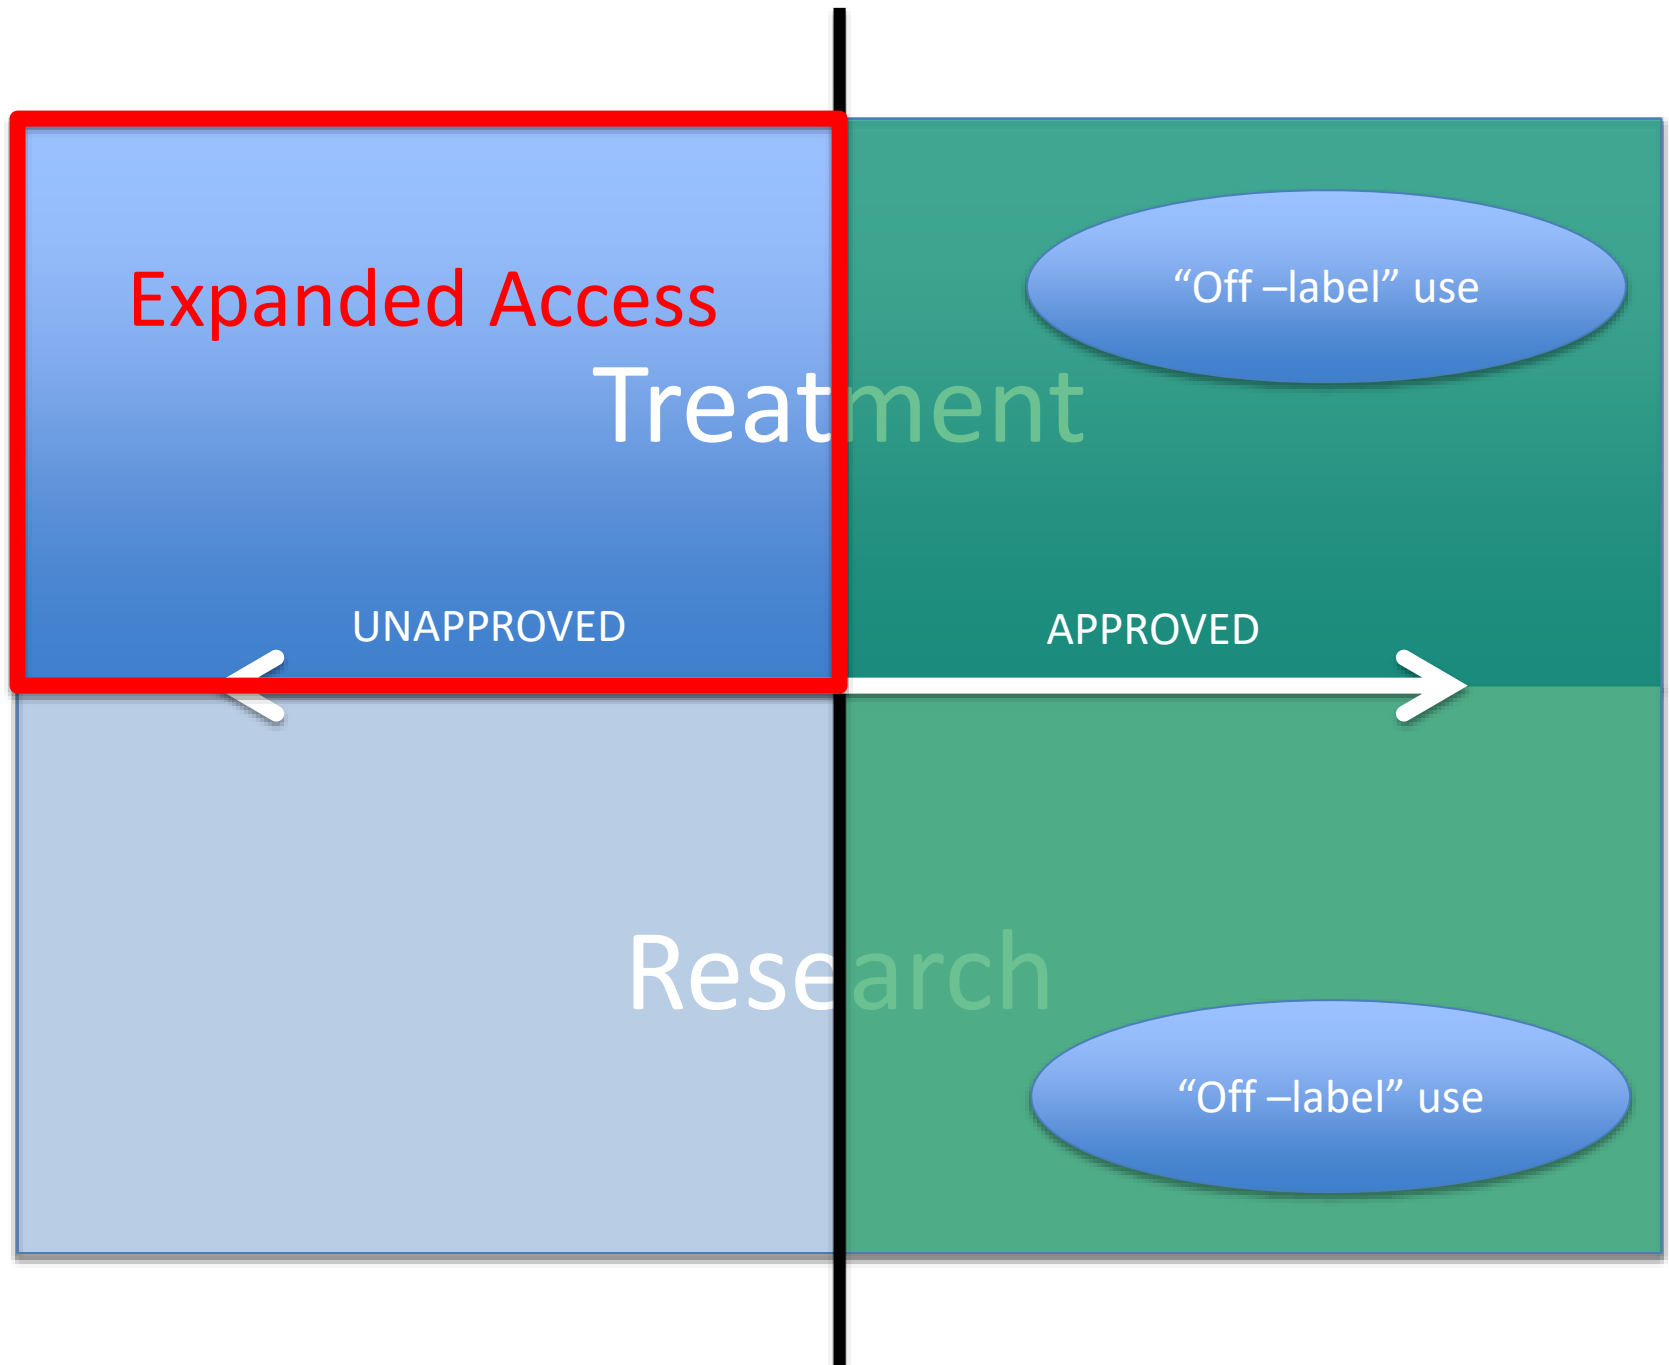 Expanded Access
“Off –label” use
Treatment
UNAPPROVED
APPROVED
Research
“Off –label” use